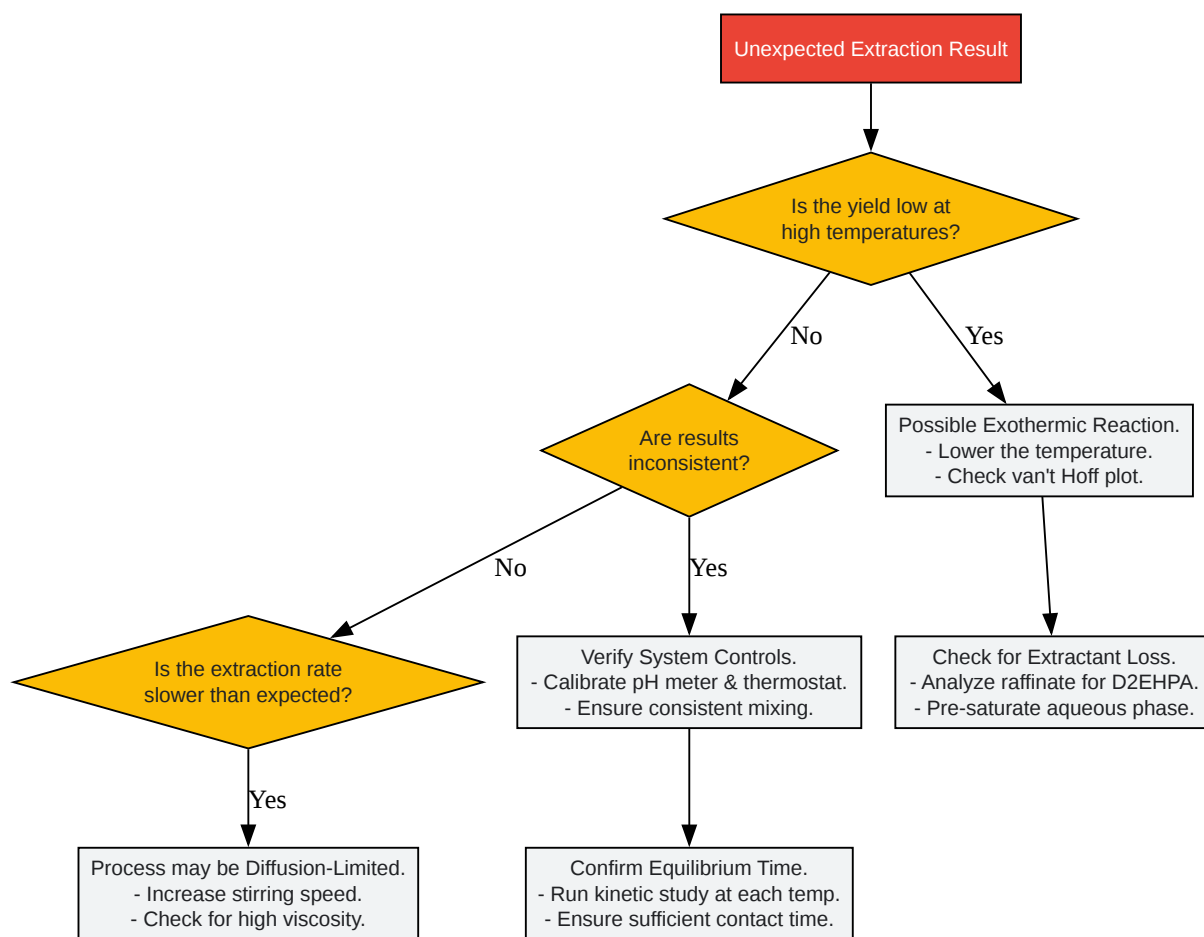 Unexpected Extraction Result
Is the yield low at
high temperatures?
No
Yes
Are results
inconsistent?
Possible Exothermic Reaction.
- Lower the temperature.
- Check van't Hoff plot.
No
Yes
Is the extraction rate
slower than expected?
Verify System Controls.
- Calibrate pH meter & thermostat.
- Ensure consistent mixing.
Check for Extractant Loss.
- Analyze raffinate for D2EHPA.
- Pre-saturate aqueous phase.
Yes
Process may be Diffusion-Limited.
- Increase stirring speed.
- Check for high viscosity.
Confirm Equilibrium Time.
- Run kinetic study at each temp.
- Ensure sufficient contact time.